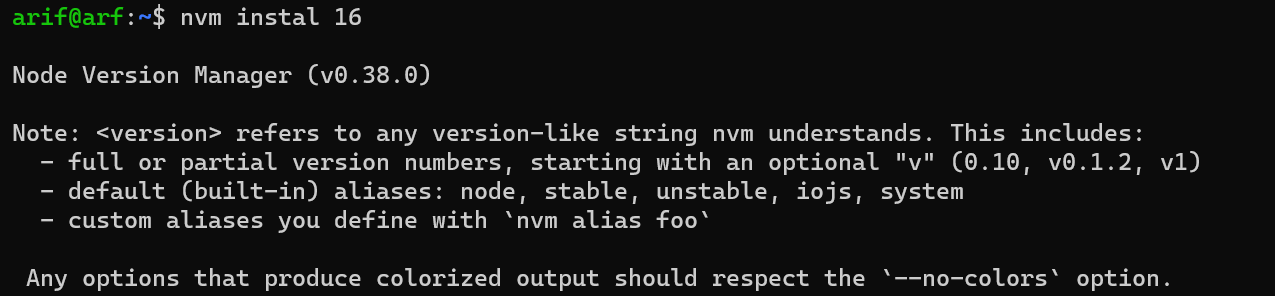 arif@arf:~$ nvm instal 16
Node Version Manager (v0.38.0)
Note: <version> refers to any version-like string nvm understands. This includes:
- full or partial version numbers, starting with an optional "v" (0.10, v0.1.2, v1)
- default (built-in) aliases: node, stable, unstable, iojs, system
- custom aliases you define with `nvm alias foo`
Any options that produce colorized output should respect the `--no-colors` option.